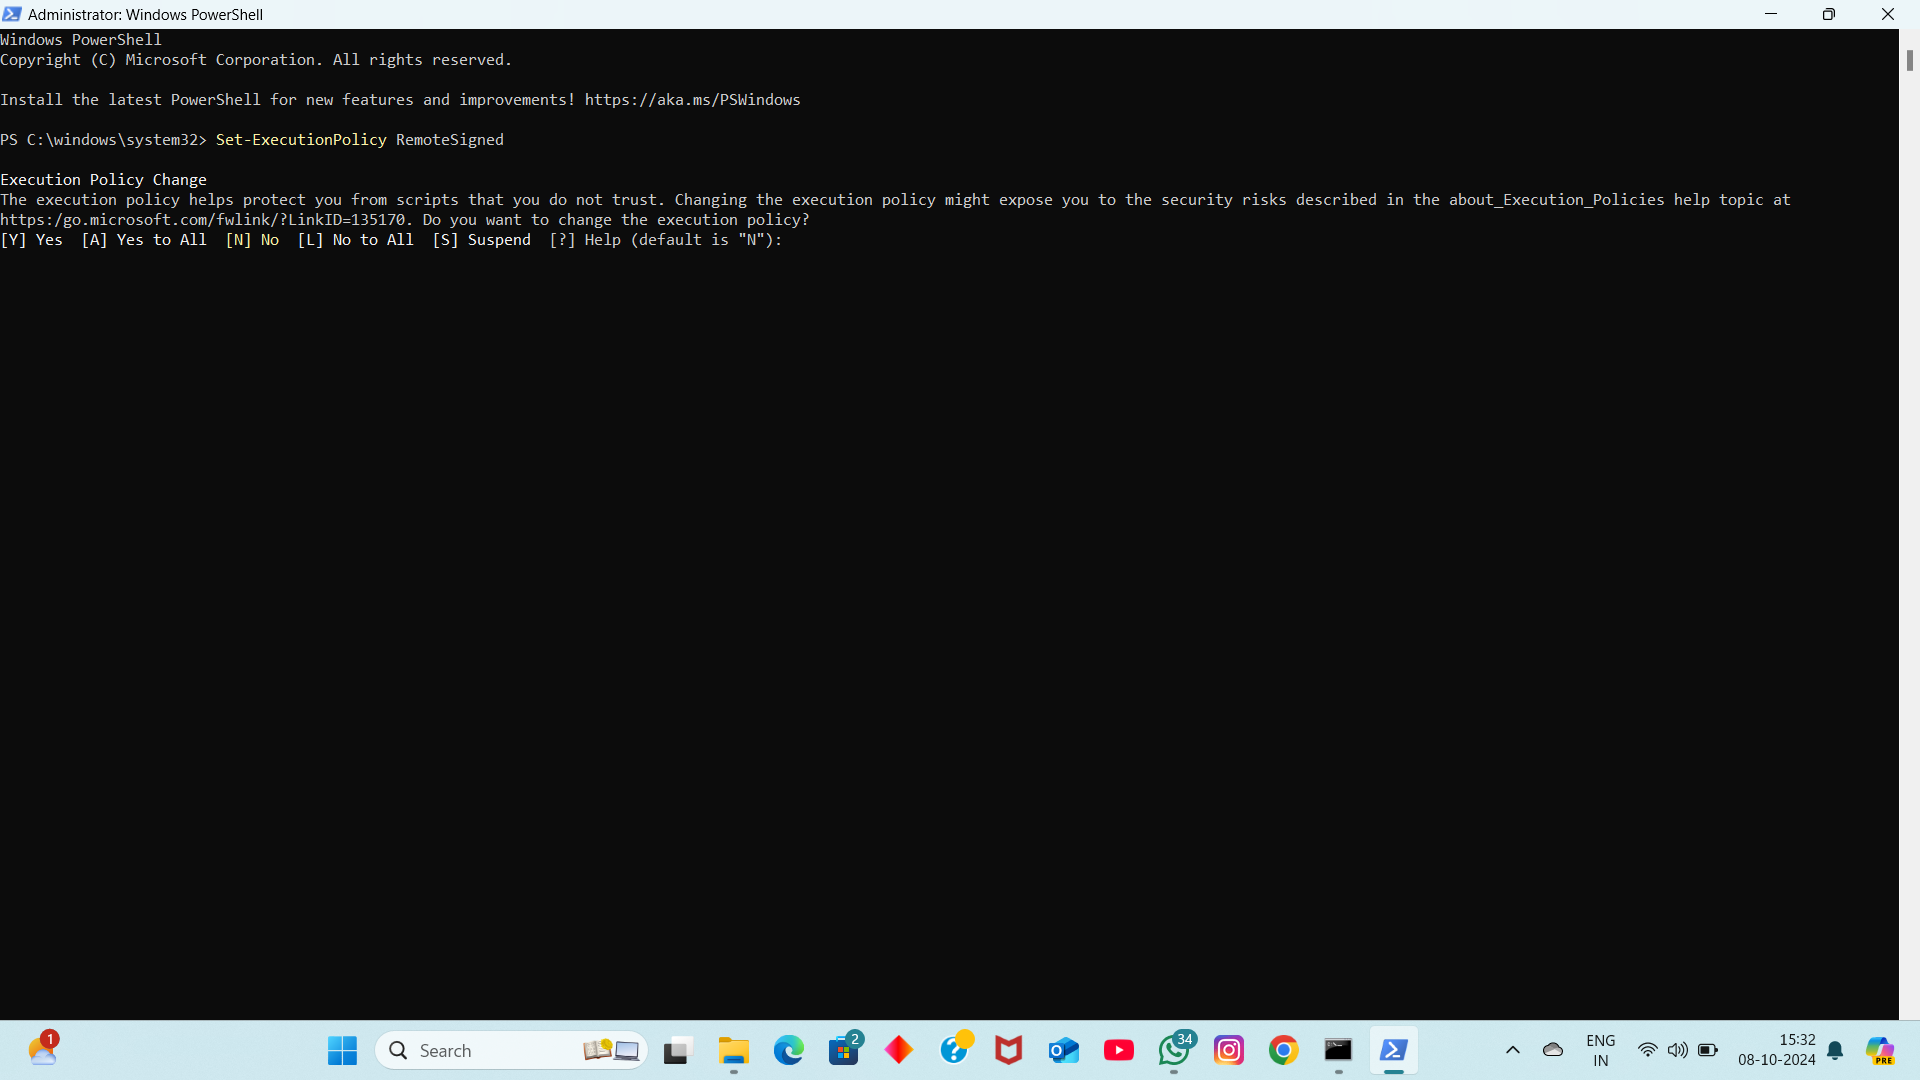 Administrator: Windows PowerShell
Windows PowerShell
Copyright (C) Microsoft Corporation. All rights reserved.
Install the latest PowerShell for new features and improvements! https://aka.ms/PSWindows
PS C:\windows\system32> Set-ExecutionPolicy RemoteSigned
Execution Policy Change
The execution policy helps protect you from scripts that you do not trust. Changing the execution policy might expose you to the security risks described in the about_Execution_Policies help topic at
https:/go.microsoft.com/fwlink/?LinkID=135170. Do you want to change the execution policy?
[Y] Yes  [A] Yes to All  [N] No  [L] No to All  [S] Suspend  [?] Help (default is "N"):
1
Search
2
34
ENG
IN
15:32
08-10-2024
PRE